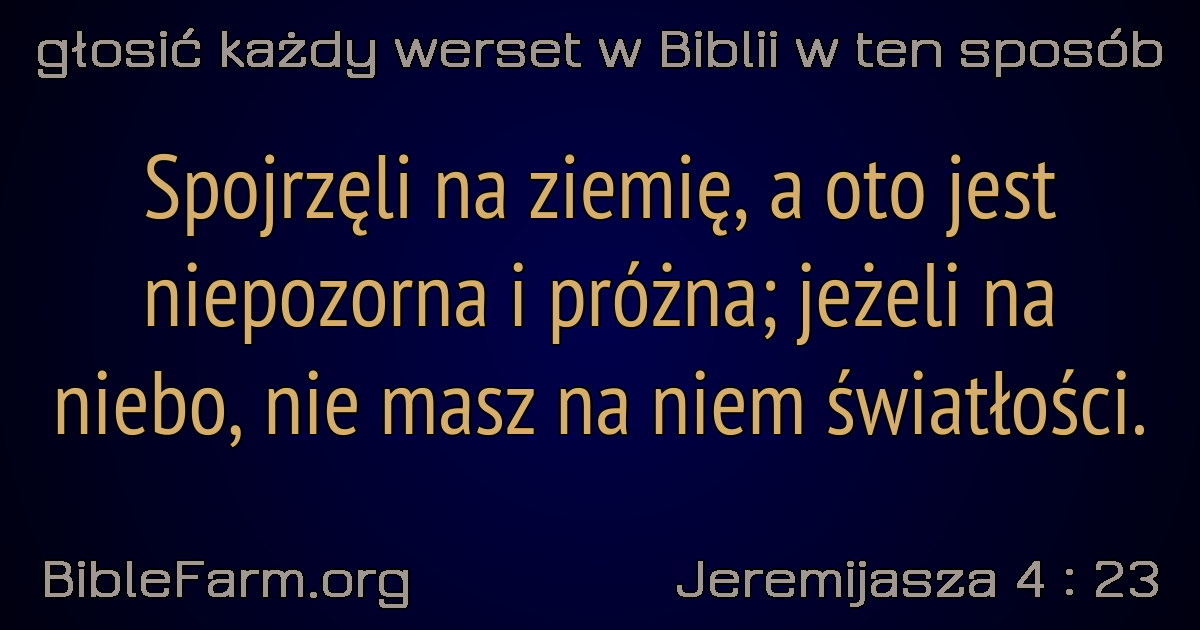 głosić każdy werset w Biblii w ten sposób
Spojrzęli na ziemię, a oto jest
niepozorna i próżna; jeżeli na
niebo, nie masz na niem światłości.
BibleFarm.org
Jeremijasza 4 : 23